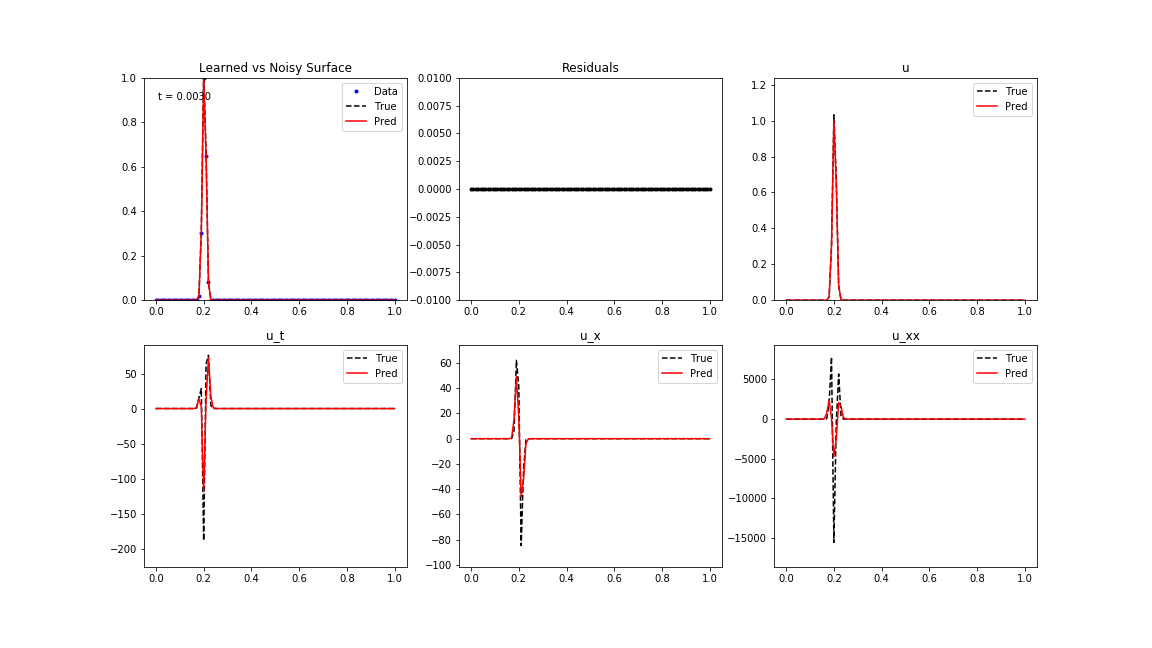 Learned vs Noisy Surface
1.0
0.8
0.6
0.4
0.2
0.0
t = 0.0030
Data
True
Pred
0.0 0.2 0.4 0.6 0.8 1.0
Residuals
0.0100
0.0075
0.0050
0.0025
0.0000
−0.0025
−0.0050
−0.0075
−0.0100
0.0 0.2 0.4 0.6 0.8 1.0
u
1.2
1.0
0.8
0.6
0.4
0.2
0.0
True
Pred
0.0 0.2 0.4 0.6 0.8 1.0
u_t
50
0
−50
−100
−150
−200
True
Pred
0.0 0.2 0.4 0.6 0.8 1.0
u_x
60
40
20
0
−20
−40
−60
−80
−100
True
Pred
0.0 0.2 0.4 0.6 0.8 1.0
u_xx
5000
0
−5000
−10000
−15000
True
Pred
0.0 0.2 0.4 0.6 0.8 1.0